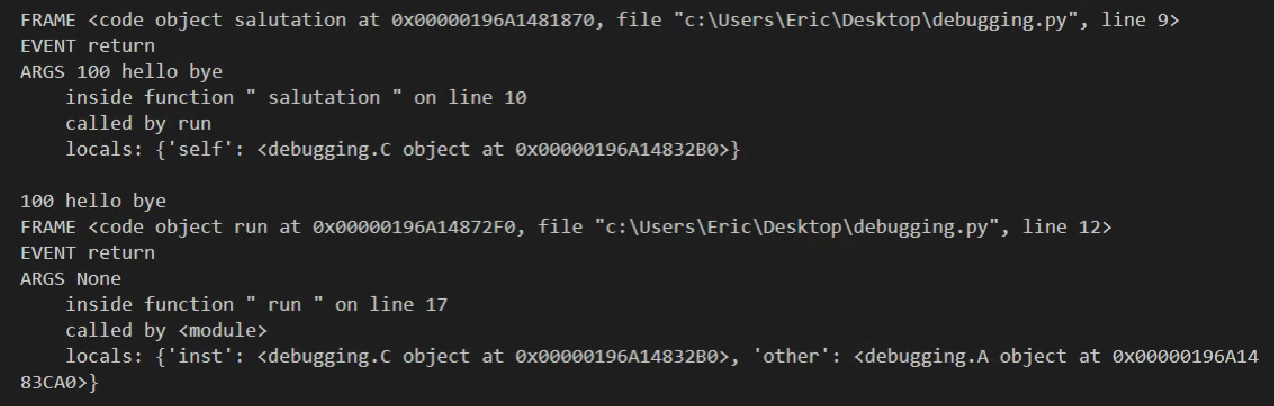 FRAME <code object salutation at 0x00000196A1481870, file "c:\Users\Eric\Desktop\debugging.py", line 9>
EVENT return
ARGS 100 hello bye
    inside function " salutation " on line 10
    called by run
    locals: {'self': <debugging.C object at 0x00000196A14832B0>}

100 hello bye
FRAME <code object run at 0x00000196A14872F0, file "c:\Users\Eric\Desktop\debugging.py", line 12>
EVENT return
ARGS None
    inside function " run " on line 17
    called by <module>
    locals: {'inst': <debugging.C object at 0x00000196A14832B0>, 'other': <debugging.A object at 0x00000196A14
83CA0>}